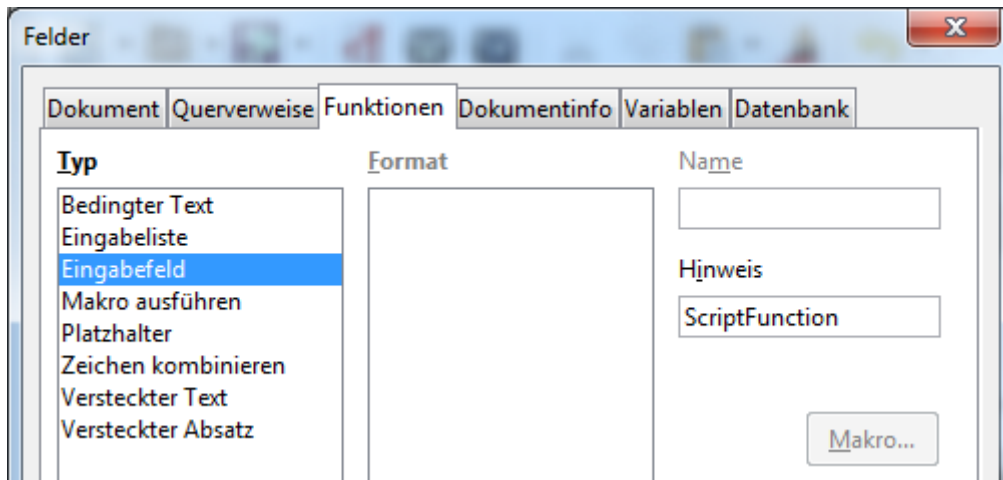 Felder
Dokument Querverweise Funktionen Dokumentinfo Variablen Datenbank
Typ
Bedingter Text
Eingabeliste
Eingabefeld
Makro ausführen
Platzhalter
Zeichen kombinieren
Versteckter Text
Versteckter Absatz
Format
Name
Hinweis
ScriptFunction
Makro...